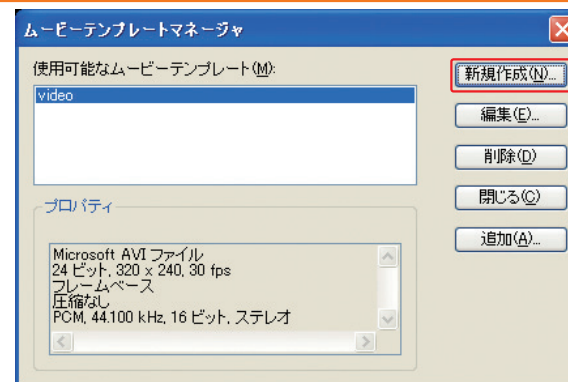 ムービーテンプレートマネージャ
使用可能なムービーテンプレート(M):
video
新規作成(N)...
編集(E)...
削除(D)
閉じる(C)
追加(A)...
プロパティ
Microsoft AVI ファイル
24 ビット, 320 x 240, 30 fps
フレームベース
圧縮なし
PCM, 44.100 kHz, 16 ビット, ステレオ